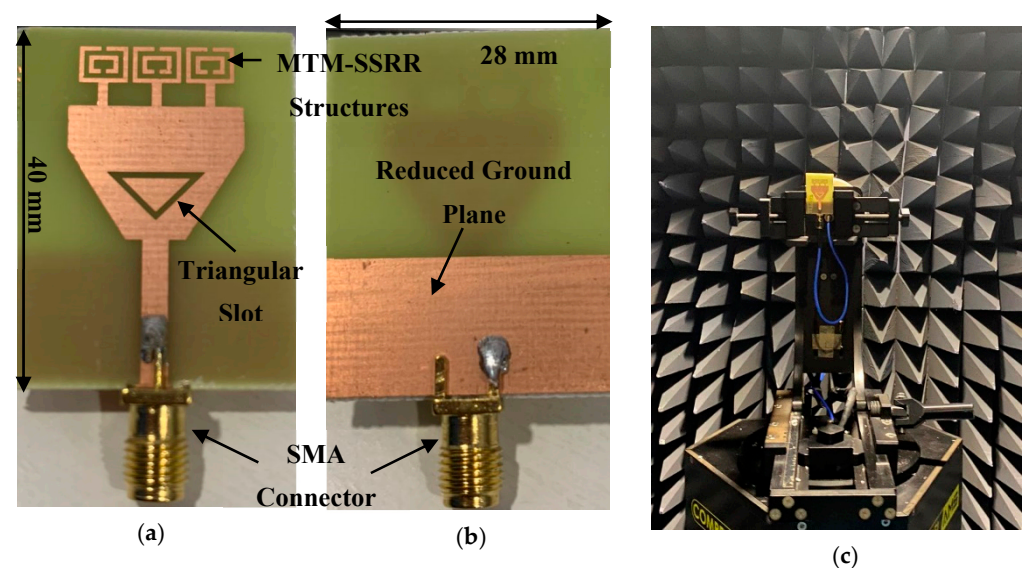 MTM-SSRR
Structures
40 mm
Triangular
Slot
28 mm
Reduced Ground
Plane
SMA
Connector
(a)
(b)
(c)